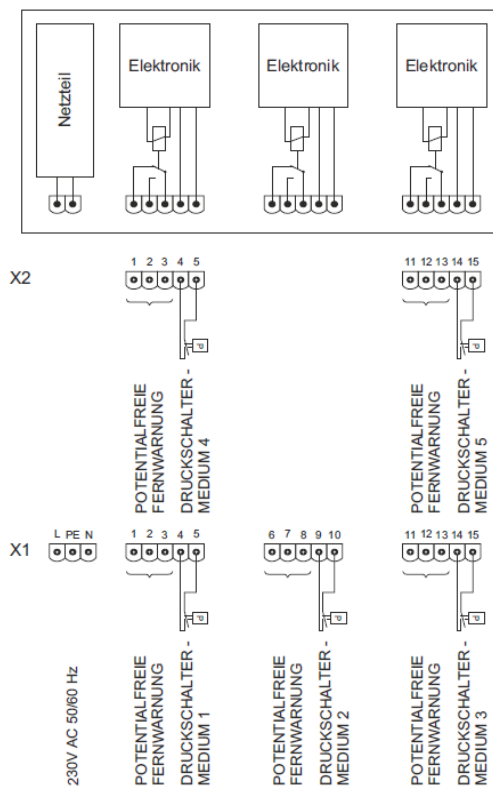 Netzteil
Elektronik
Elektronik
Elektronik
X2
1 2 3 4 5
11 12 13 14 15
P
P
POTENTIALFREIE
FERNWARNUNG
DRUCKSCHALTER -
MEDIUM 4
POTENTIALFREIE
FERNWARNUNG
DRUCKSCHALTER -
MEDIUM 5
X1
L PE N
1 2 3 4 5
6 7 8 9 10
11 12 13 14 15
P
P
P
230V AC 50/60 Hz
POTENTIALFREIE
FERNWARNUNG
DRUCKSCHALTER -
MEDIUM 1
POTENTIALFREIE
FERNWARNUNG
DRUCKSCHALTER -
MEDIUM 2
POTENTIALFREIE
FERNWARNUNG
DRUCKSCHALTER -
MEDIUM 3